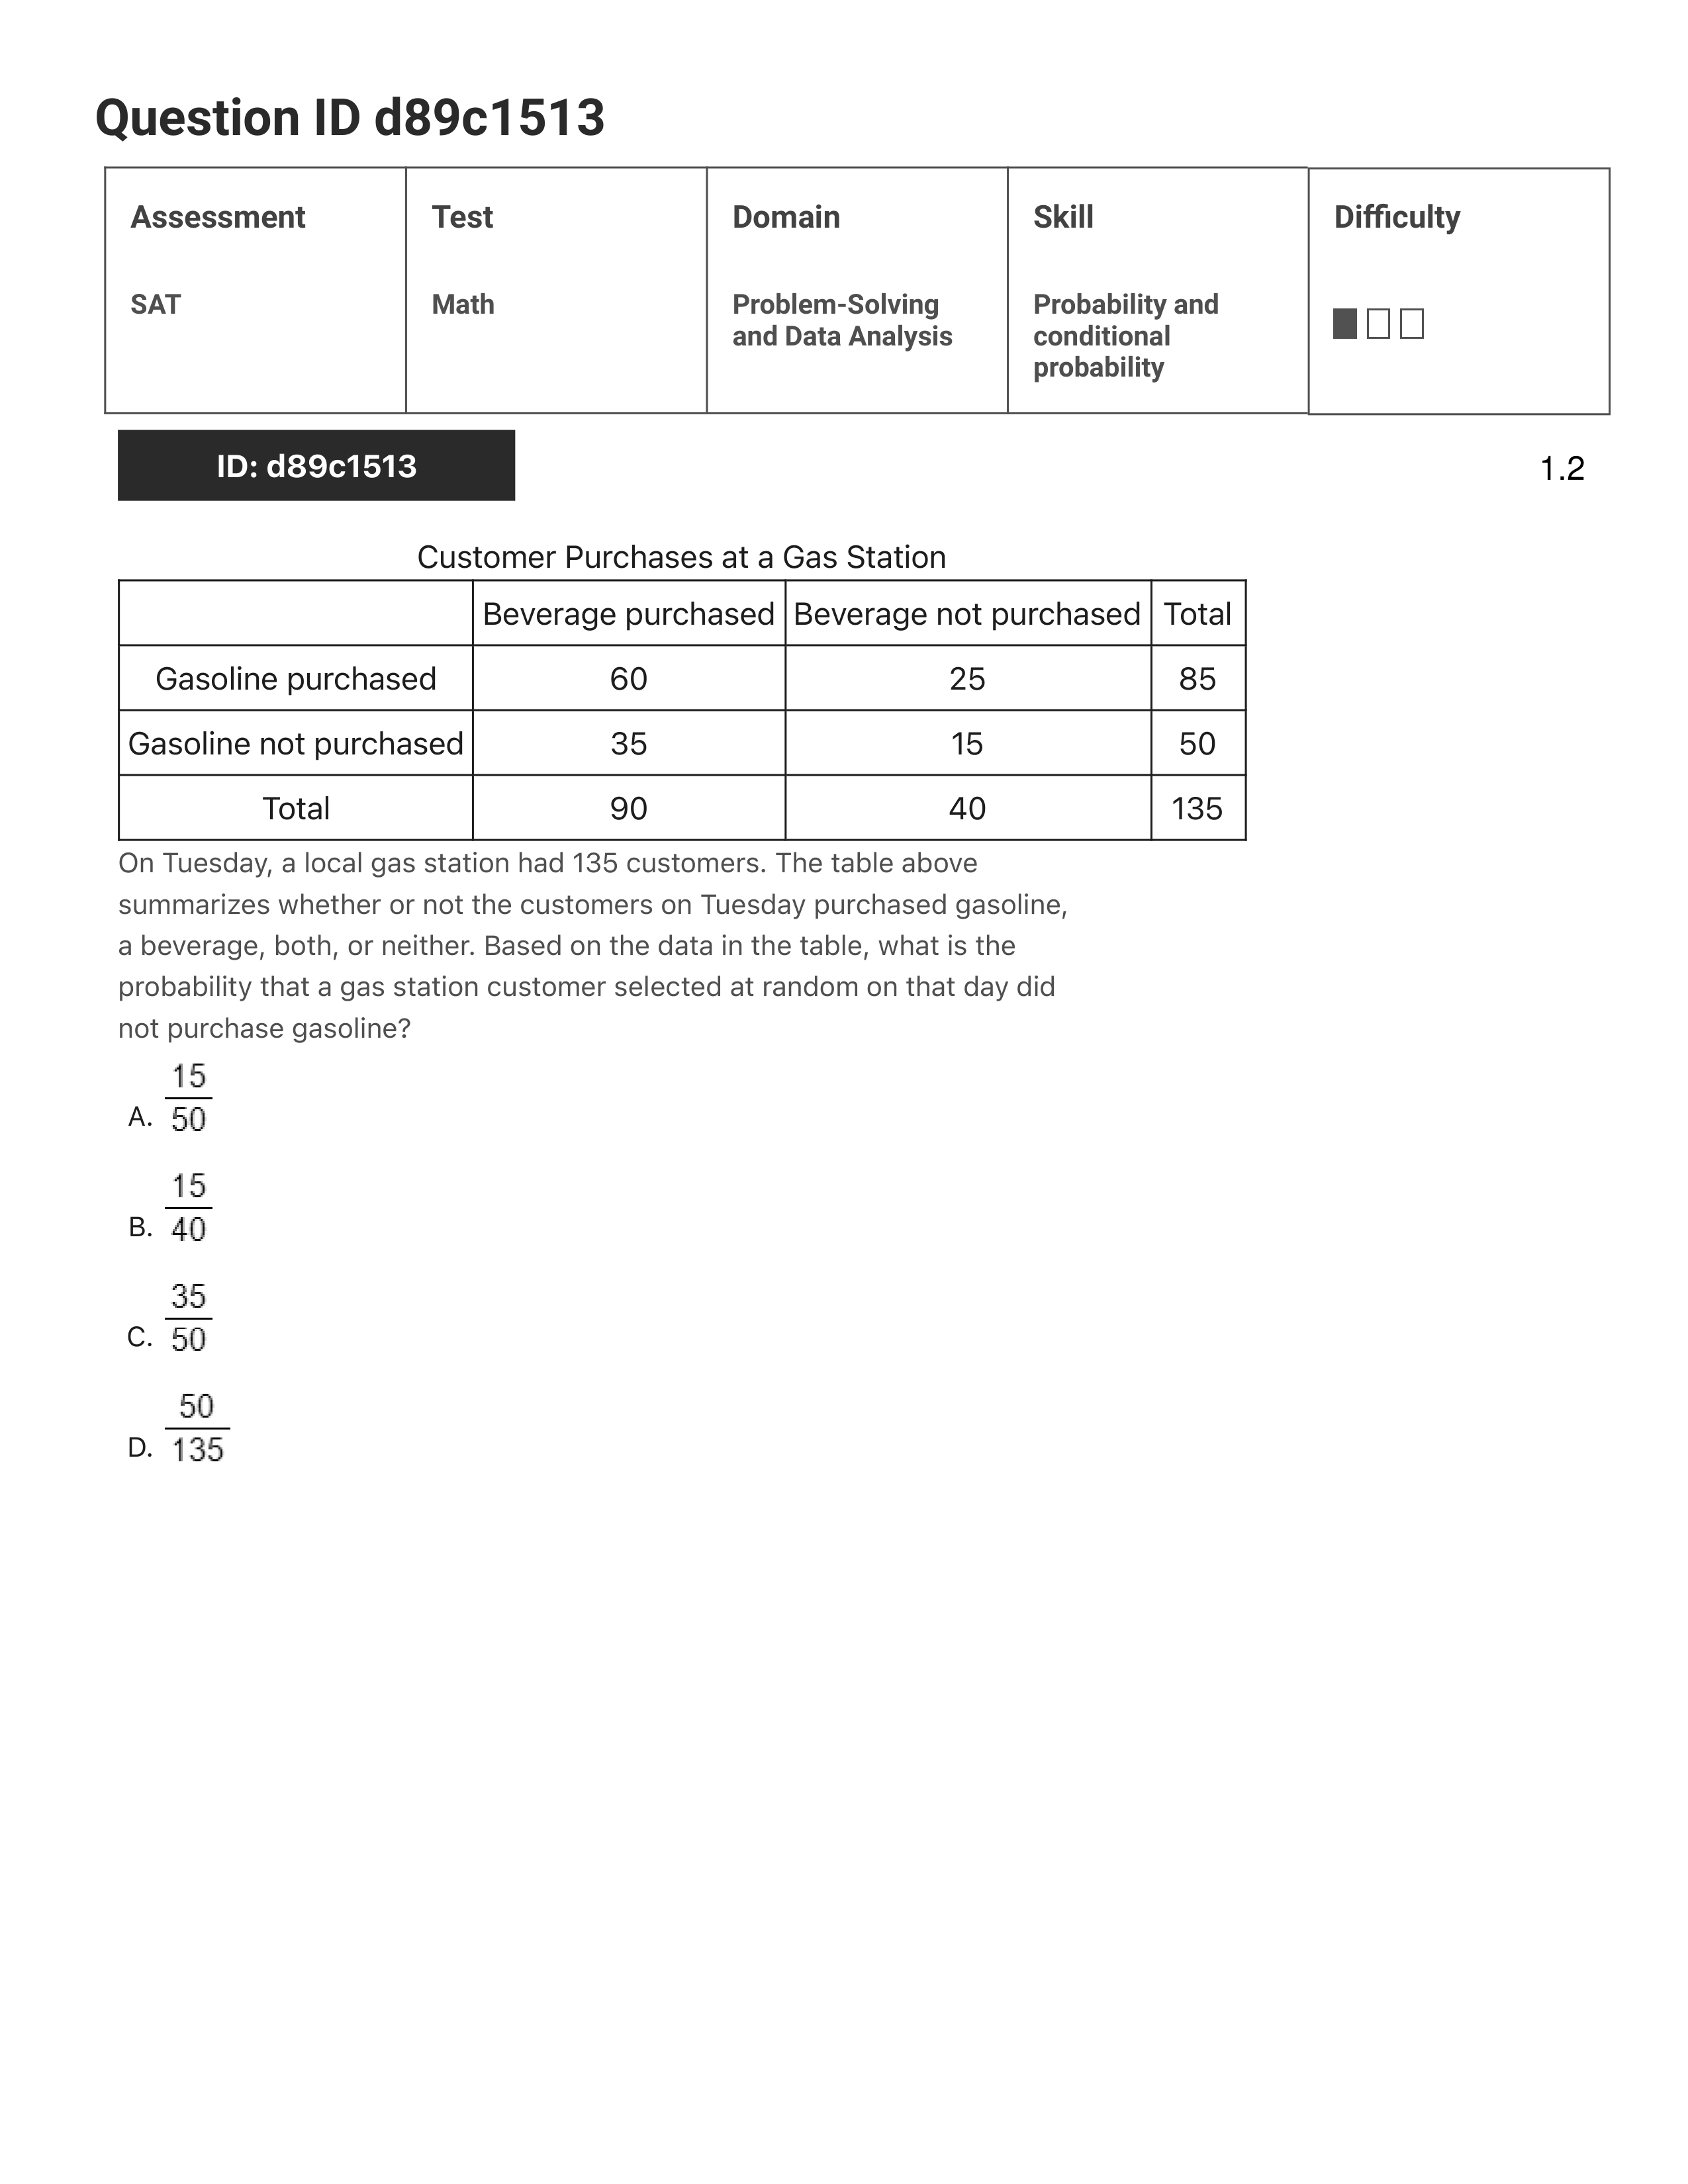 Question ID d89c1513
Assessment Test Domain Skill Difficulty
SAT Math Problem-Solving and Data Analysis Probability and conditional probability
ID: d89c1513
1.2
Customer Purchases at a Gas Station
Beverage purchased Beverage not purchased Total
Gasoline purchased 60 25 85
Gasoline not purchased 35 15 50
Total 90 40 135
On Tuesday, a local gas station had 135 customers. The table above
summarizes whether or not the customers on Tuesday purchased gasoline,
a beverage, both, or neither. Based on the data in the table, what is the
probability that a gas station customer selected at random on that day did
not purchase gasoline?
A. 15/50
B. 15/40
C. 35/50
D. 50/135